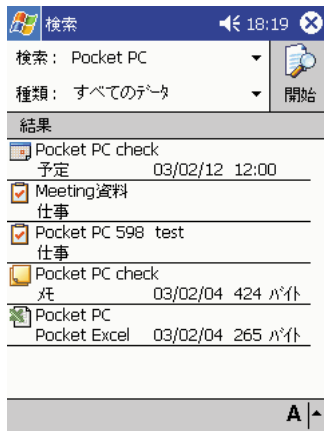 検索 18:19
検索: Pocket PC
種類: すべてのﾃﾞｰﾀ
開始
結果
Pocket PC check
予定 03/02/12 12:00
Meeting資料
仕事
Pocket PC 598 test
仕事
Pocket PC check
ﾒﾓ 03/02/04 424 ﾊﾞｲﾄ
Pocket PC
Pocket Excel 03/02/04 265 ﾊﾞｲﾄ
A